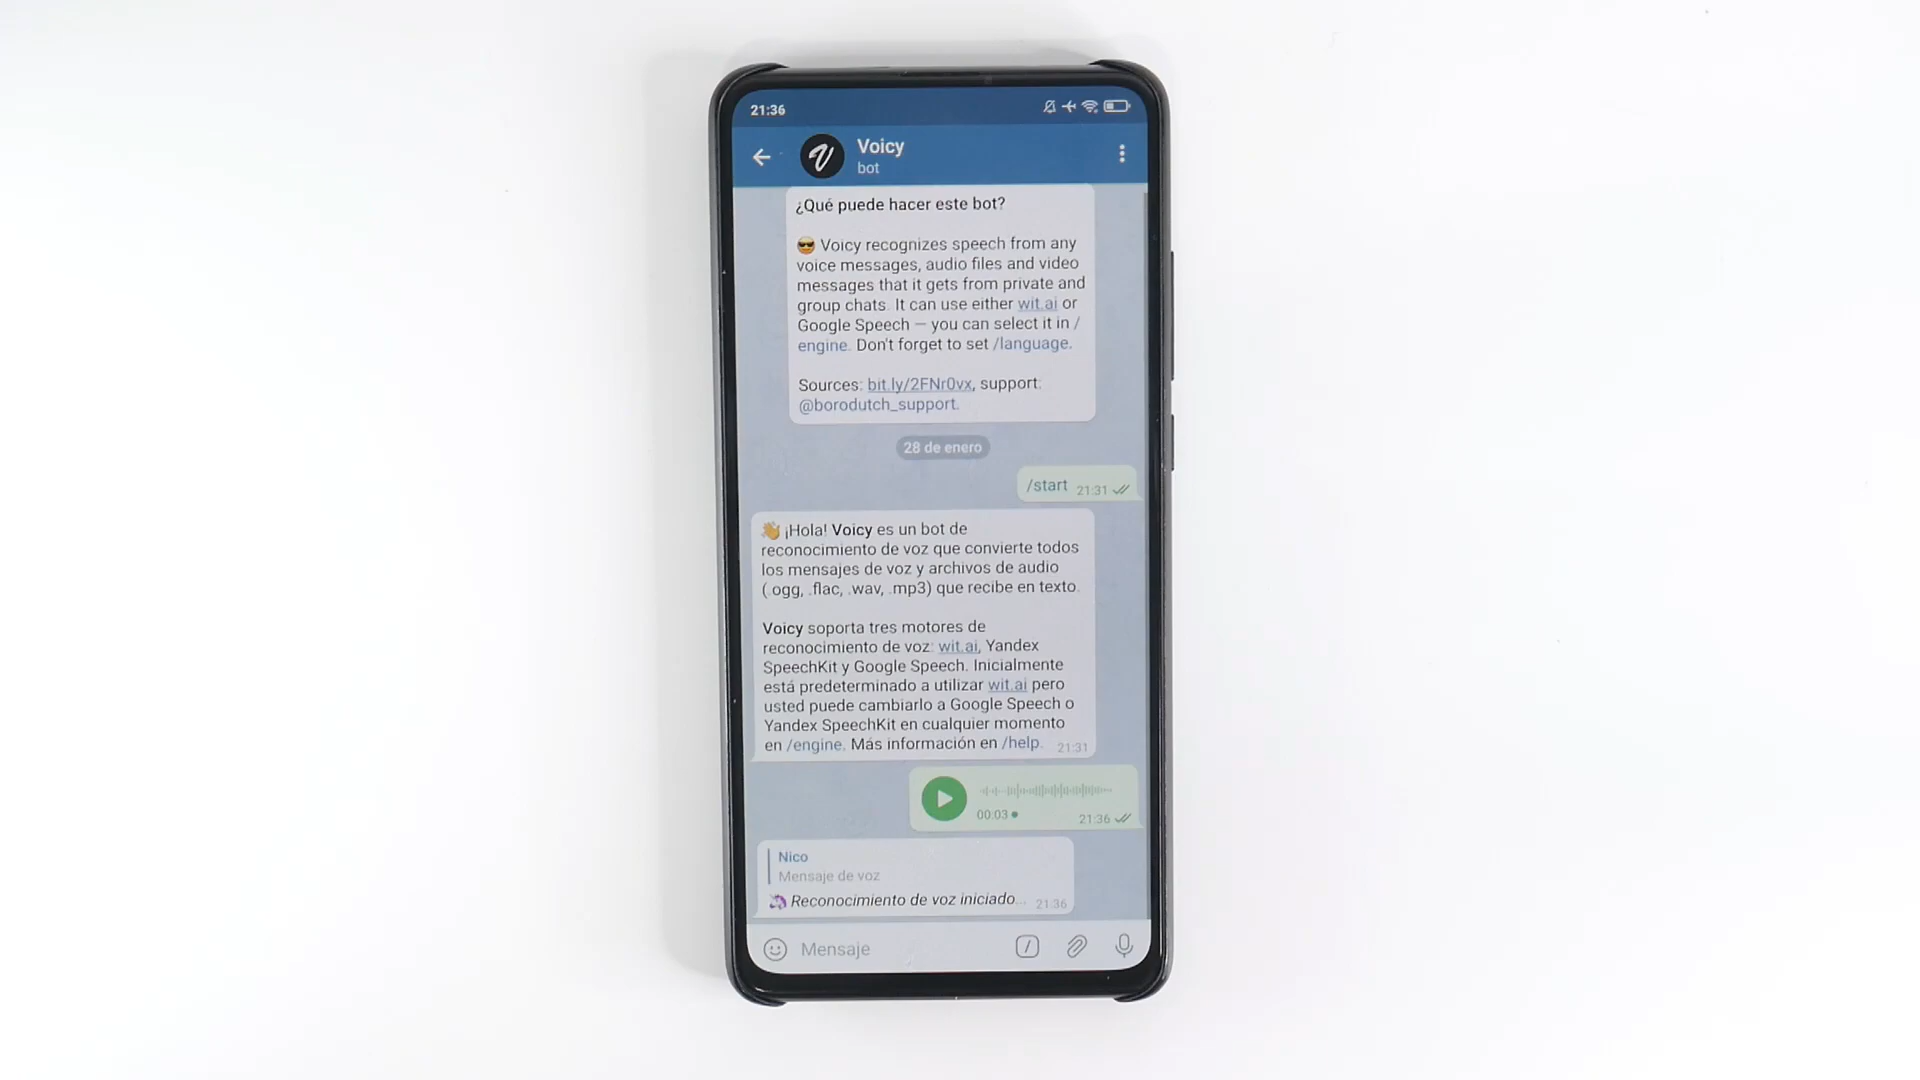 21:36
Voicy
bot
¿Qué puede hacer este bot?
😎 Voicy recognizes speech from any
voice messages, audio files and video
messages that it gets from private and
group chats. It can use either wit.ai or
Google Speech — you can select it in /
engine. Don't forget to set /language.
Sources: bit.ly/2FNr0vx, support:
@borodutch_support.
28 de enero
/start 21:31
👋 ¡Hola! Voicy es un bot de
reconocimiento de voz que convierte todos
los mensajes de voz y archivos de audio
(.ogg, .flac, .wav, .mp3) que recibe en texto.
Voicy soporta tres motores de
reconocimiento de voz: wit.ai, Yandex
SpeechKit y Google Speech. Inicialmente
está predeterminado a utilizar wit.ai pero
usted puede cambiarlo a Google Speech o
Yandex SpeechKit en cualquier momento
en /engine. Más información en /help. 21:31
00:03 21:36
Nico
Mensaje de voz
🦄 Reconocimiento de voz iniciado... 21:36
Mensaje